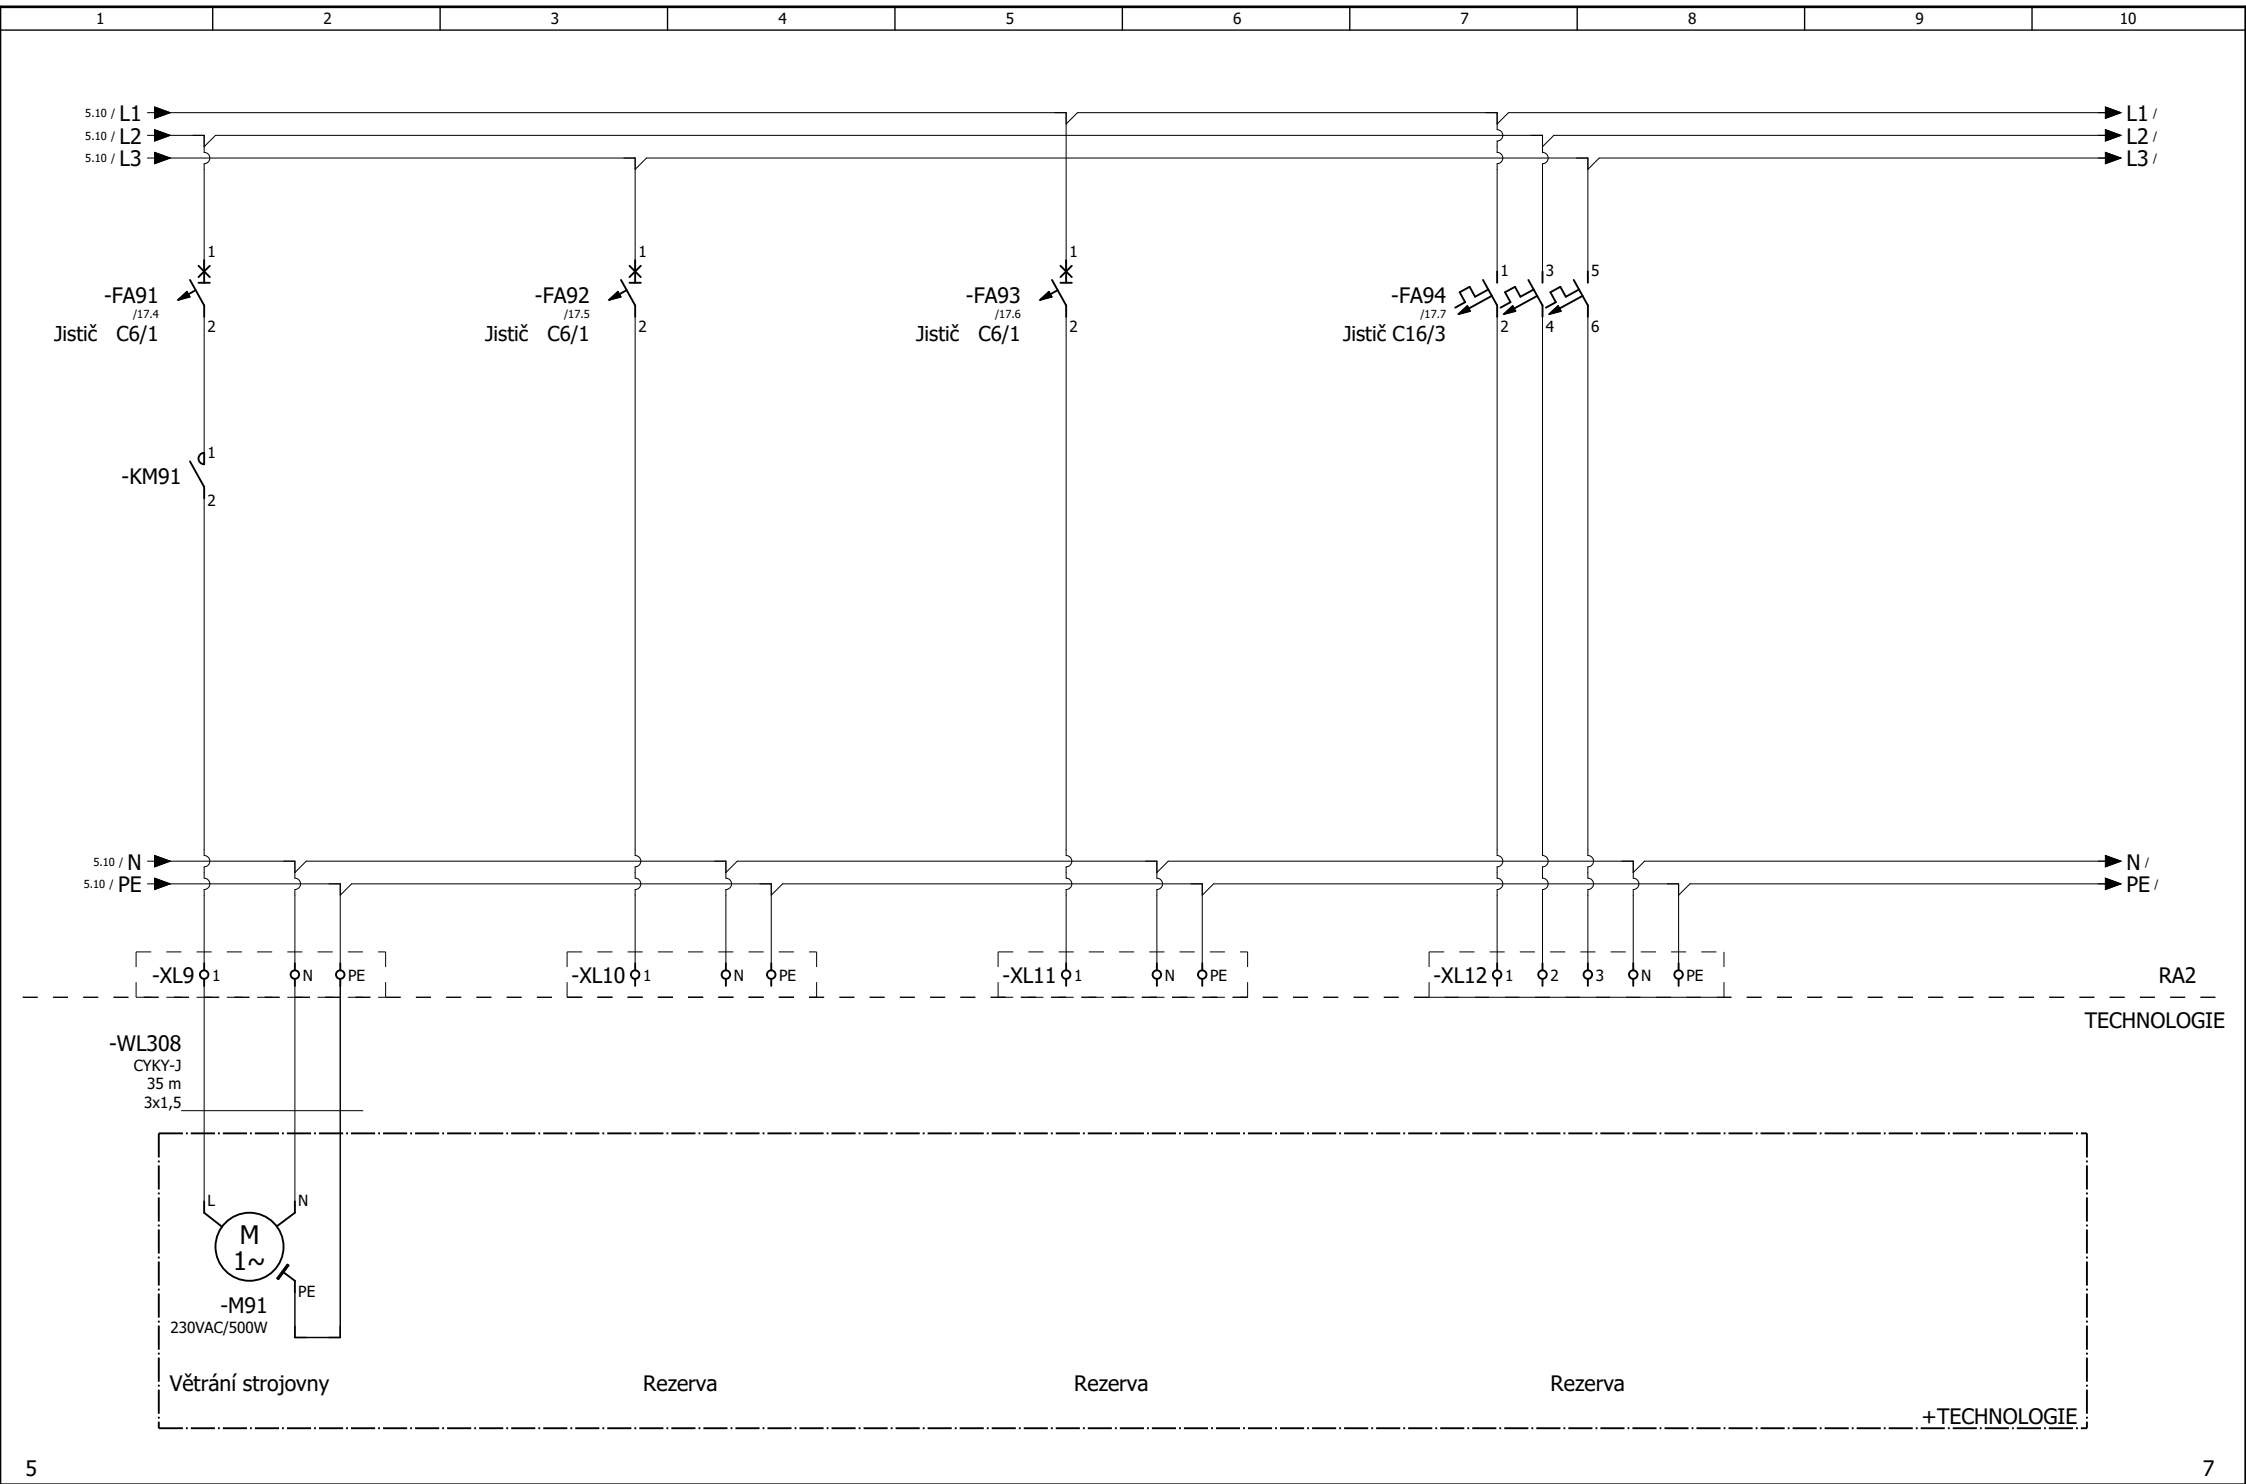 1 2 3 4 5 6 7 8 9 10
5.10 / L1 L1 /
5.10 / L2 L2 /
5.10 / L3 L3 /
1 1 1
-FA91 -FA92 -FA93 -FA94 1 3 5
/17.4 /17.5 /17.6 /17.7
2 2 2 2 4 6
Jistič C6/1 Jistič C6/1 Jistič C6/1 Jistič C16/3
1
-KM91
2
5.10 / N N /
5.10 / PE PE /
-XL9 1 N PE -XL10 1 N PE -XL11 1 N PE -XL12 1 2 3 N PE RA2
TECHNOLOGIE
-WL308
CYKY-J
35 m
3x1,5
L N
M
1~
PE
-M91
230VAC/500W
Větrání strojovny Rezerva Rezerva Rezerva
+TECHNOLOGIE
5 7